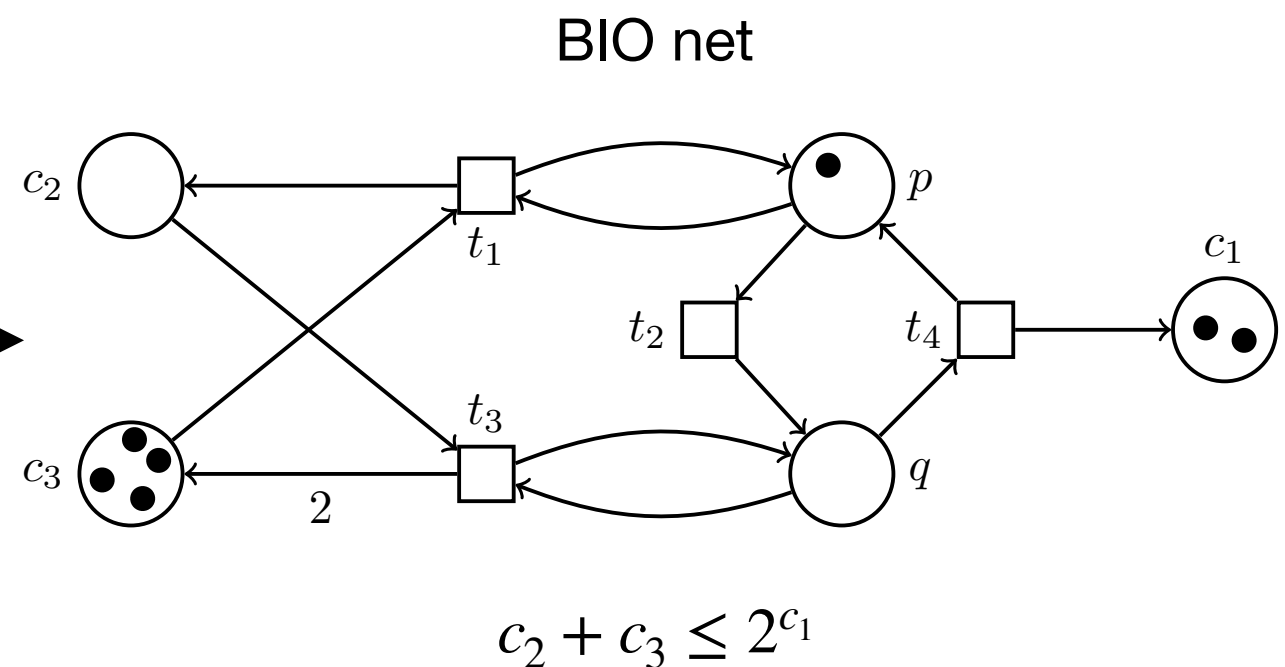 BIO net
c₂
t₁
p
c₁
t₂
t₄
t₃
c₃
2
q
c₂ + c₃ ≤ 2^{c₁}